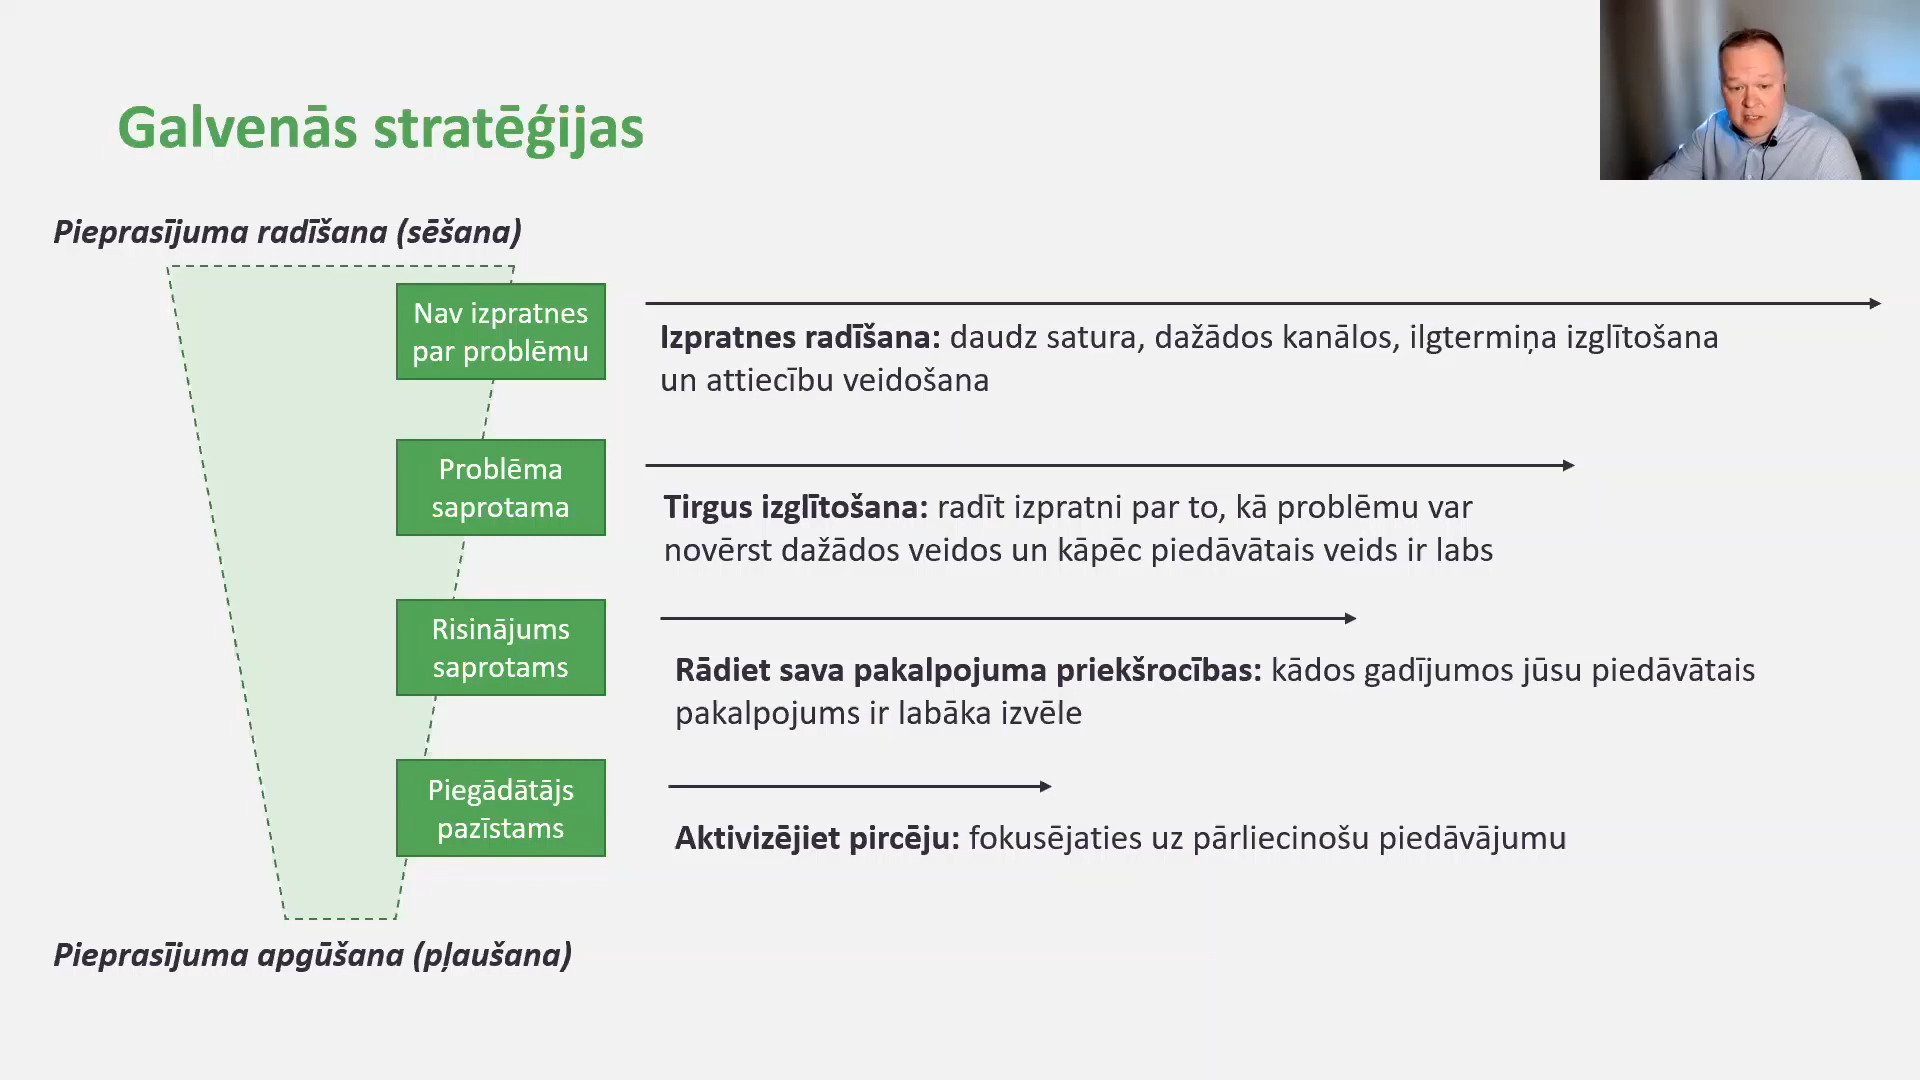 Galvenās stratēģijas
Pieprasījuma radīšana (sēšana)
Nav izpratnes
par problēmu
Izpratnes radīšana: daudz satura, dažādos kanālos, ilgtermiņa izglītošana
un attiecību veidošana
Problēma
saprotama
Tirgus izglītošana: radīt izpratni par to, kā problēmu var
novērst dažādos veidos un kāpēc piedāvātais veids ir labs
Risinājums
saprotams
Rādiet sava pakalpojuma priekšrocības: kādos gadījumos jūsu piedāvātais
pakalpojums ir labāka izvēle
Piegādātājs
pazīstams
Aktivizējiet pircēju: fokusējaties uz pārliecinošu piedāvājumu
Pieprasījuma apgūšana (pļaušana)